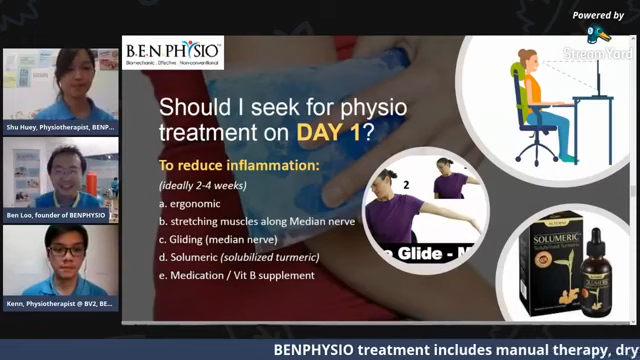 Powered by
StreamYard
B.E.N PHYSIO
Biomechanic . Effective . Non-conventional
Should I seek for physio
treatment on DAY 1?
To reduce inflammation:
(ideally 2-4 weeks)
a. ergonomic
b. stretching muscles along Median nerve
c. Gliding (median nerve)
d. Solumeric (solubilized turmeric)
e. Medication / Vit B supplement
2
e Glide - M
NATURAL
SOLUMERIC
Solubilized Turmeric
SOLUMERIC
Shu Huey, Physiotherapist, BENP...
Ben Loo, founder of BENPHYSIO
Kenn, Physiotherapist @ BV2, BE...
BENPHYSIO treatment includes manual therapy, dry